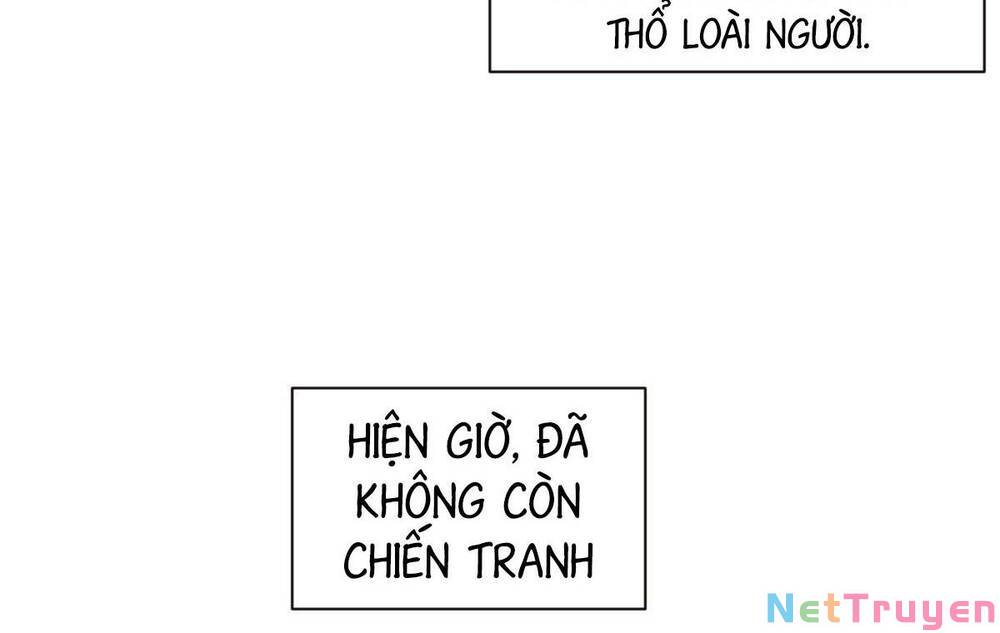 THỔ LOÀI NGƯỜI.
HIỆN GIỜ, ĐÃ
KHÔNG CÒN
CHIẾN TRANH
NetTruyen